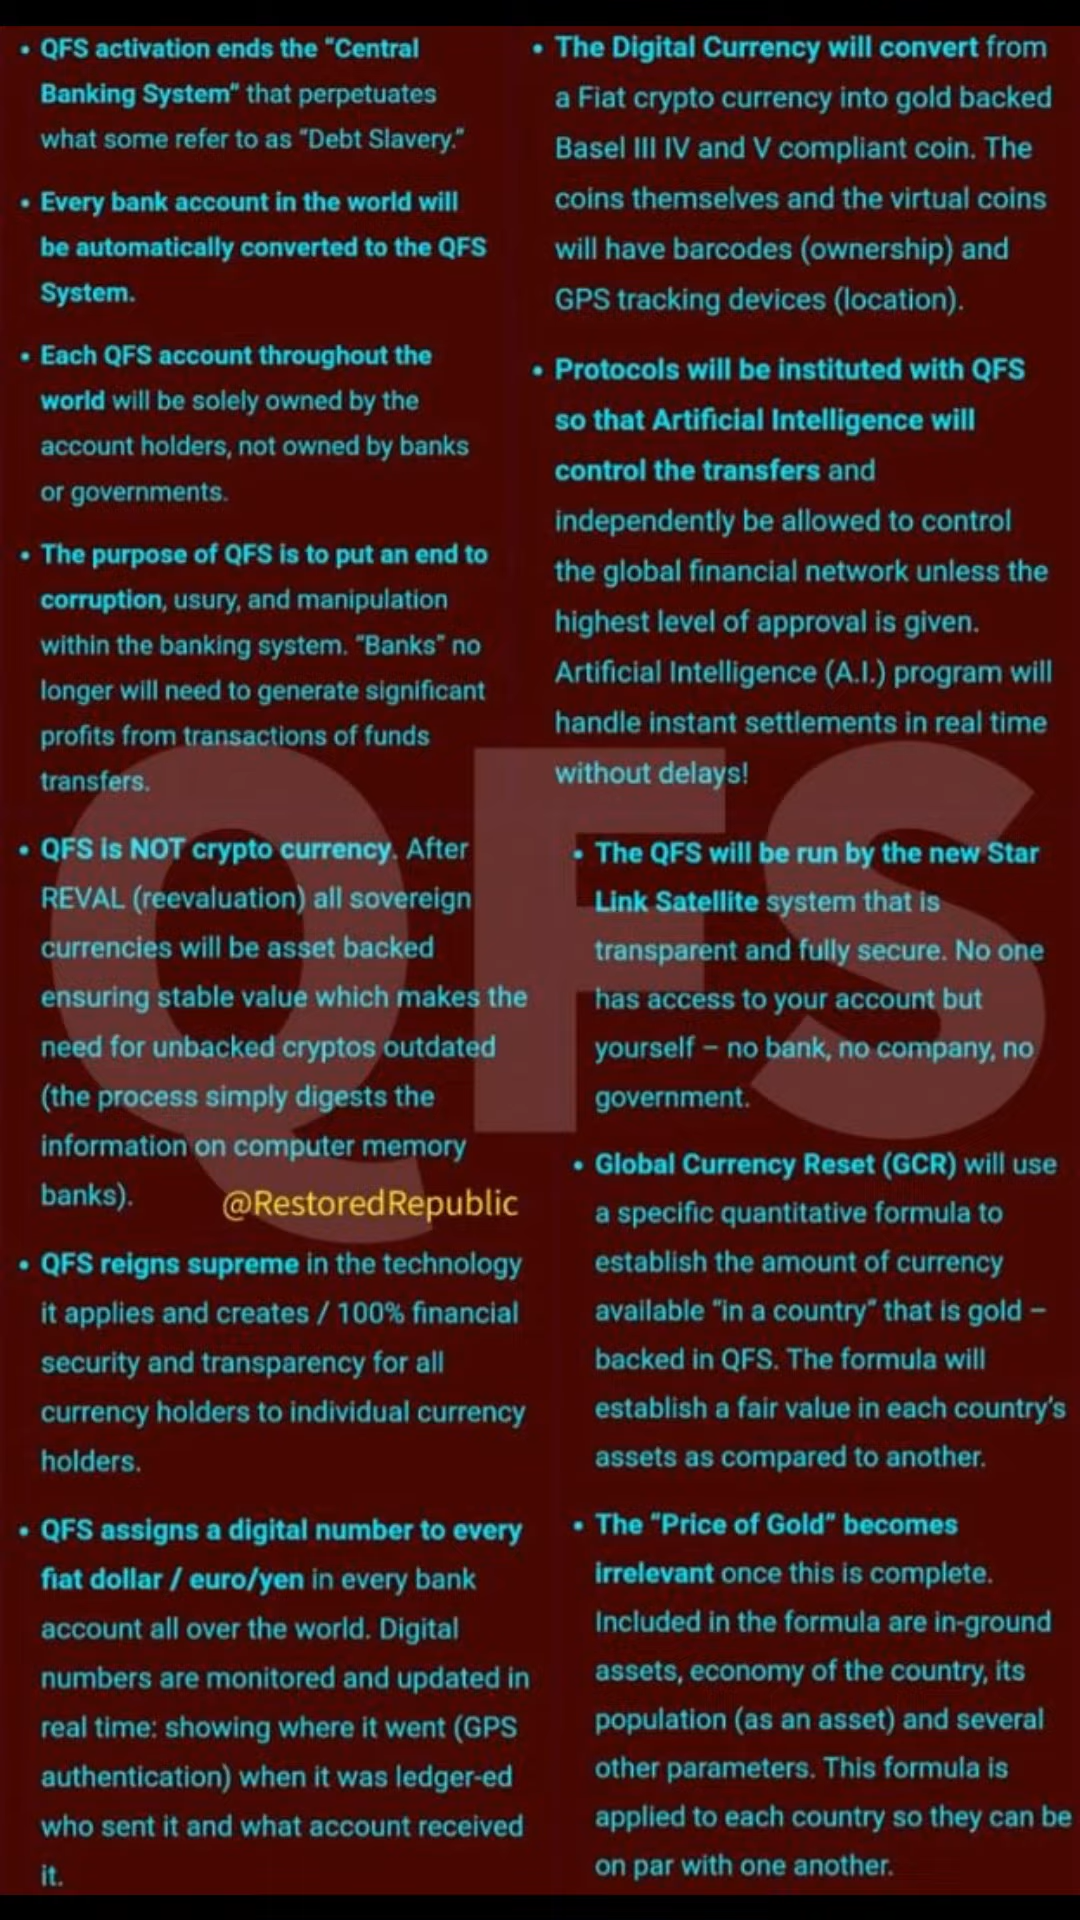 • QFS activation ends the “Central
Banking System” that perpetuates
what some refer to as “Debt Slavery.”
• Every bank account in the world will
be automatically converted to the QFS
System.
• Each QFS account throughout the
world will be solely owned by the
account holders, not owned by banks
or governments.
• The purpose of QFS is to put an end to
corruption, usury, and manipulation
within the banking system. “Banks” no
longer will need to generate significant
profits from transactions of funds
transfers.
• QFS is NOT crypto currency. After
REVAL (reevaluation) all sovereign
currencies will be asset backed
ensuring stable value which makes the
need for unbacked cryptos outdated
(the process simply digests the
information on computer memory
banks).
@RestoredRepublic
• QFS reigns supreme in the technology
it applies and creates / 100% financial
security and transparency for all
currency holders to individual currency
holders.
• QFS assigns a digital number to every
fiat dollar / euro/yen in every bank
account all over the world. Digital
numbers are monitored and updated in
real time: showing where it went (GPS
authentication) when it was ledger-ed
who sent it and what account received
it.
• The Digital Currency will convert from
a Fiat crypto currency into gold backed
Basel III IV and V compliant coin. The
coins themselves and the virtual coins
will have barcodes (ownership) and
GPS tracking devices (location).
• Protocols will be instituted with QFS
so that Artificial Intelligence will
control the transfers and
independently be allowed to control
the global financial network unless the
highest level of approval is given.
Artificial Intelligence (A.I.) program will
handle instant settlements in real time
without delays!
• The QFS will be run by the new Star
Link Satellite system that is
transparent and fully secure. No one
has access to your account but
yourself – no bank, no company, no
government.
• Global Currency Reset (GCR) will use
a specific quantitative formula to
establish the amount of currency
available “in a country” that is gold –
backed in QFS. The formula will
establish a fair value in each country’s
assets as compared to another.
• The “Price of Gold” becomes
irrelevant once this is complete.
Included in the formula are in-ground
assets, economy of the country, its
population (as an asset) and several
other parameters. This formula is
applied to each country so they can be
on par with one another.
QFS